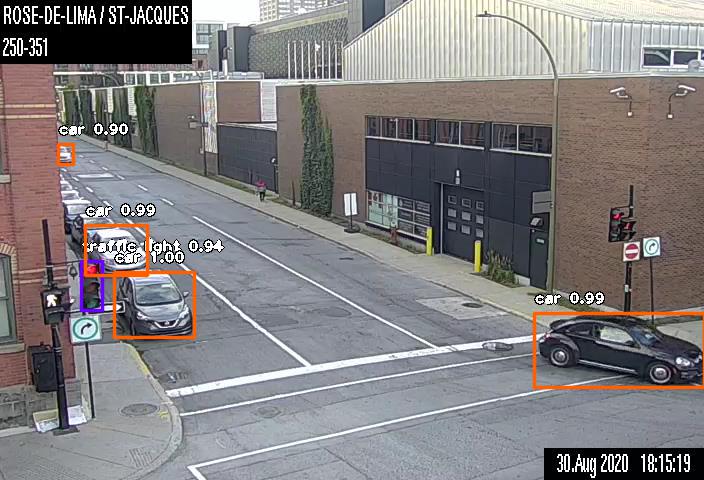 ROSE-DE-LIMA / ST-JACQUES
250-351
car 0.90
car 0.99
traffic light 0.94
car 1.00
car 0.99
30.Aug 2020 18:15:19